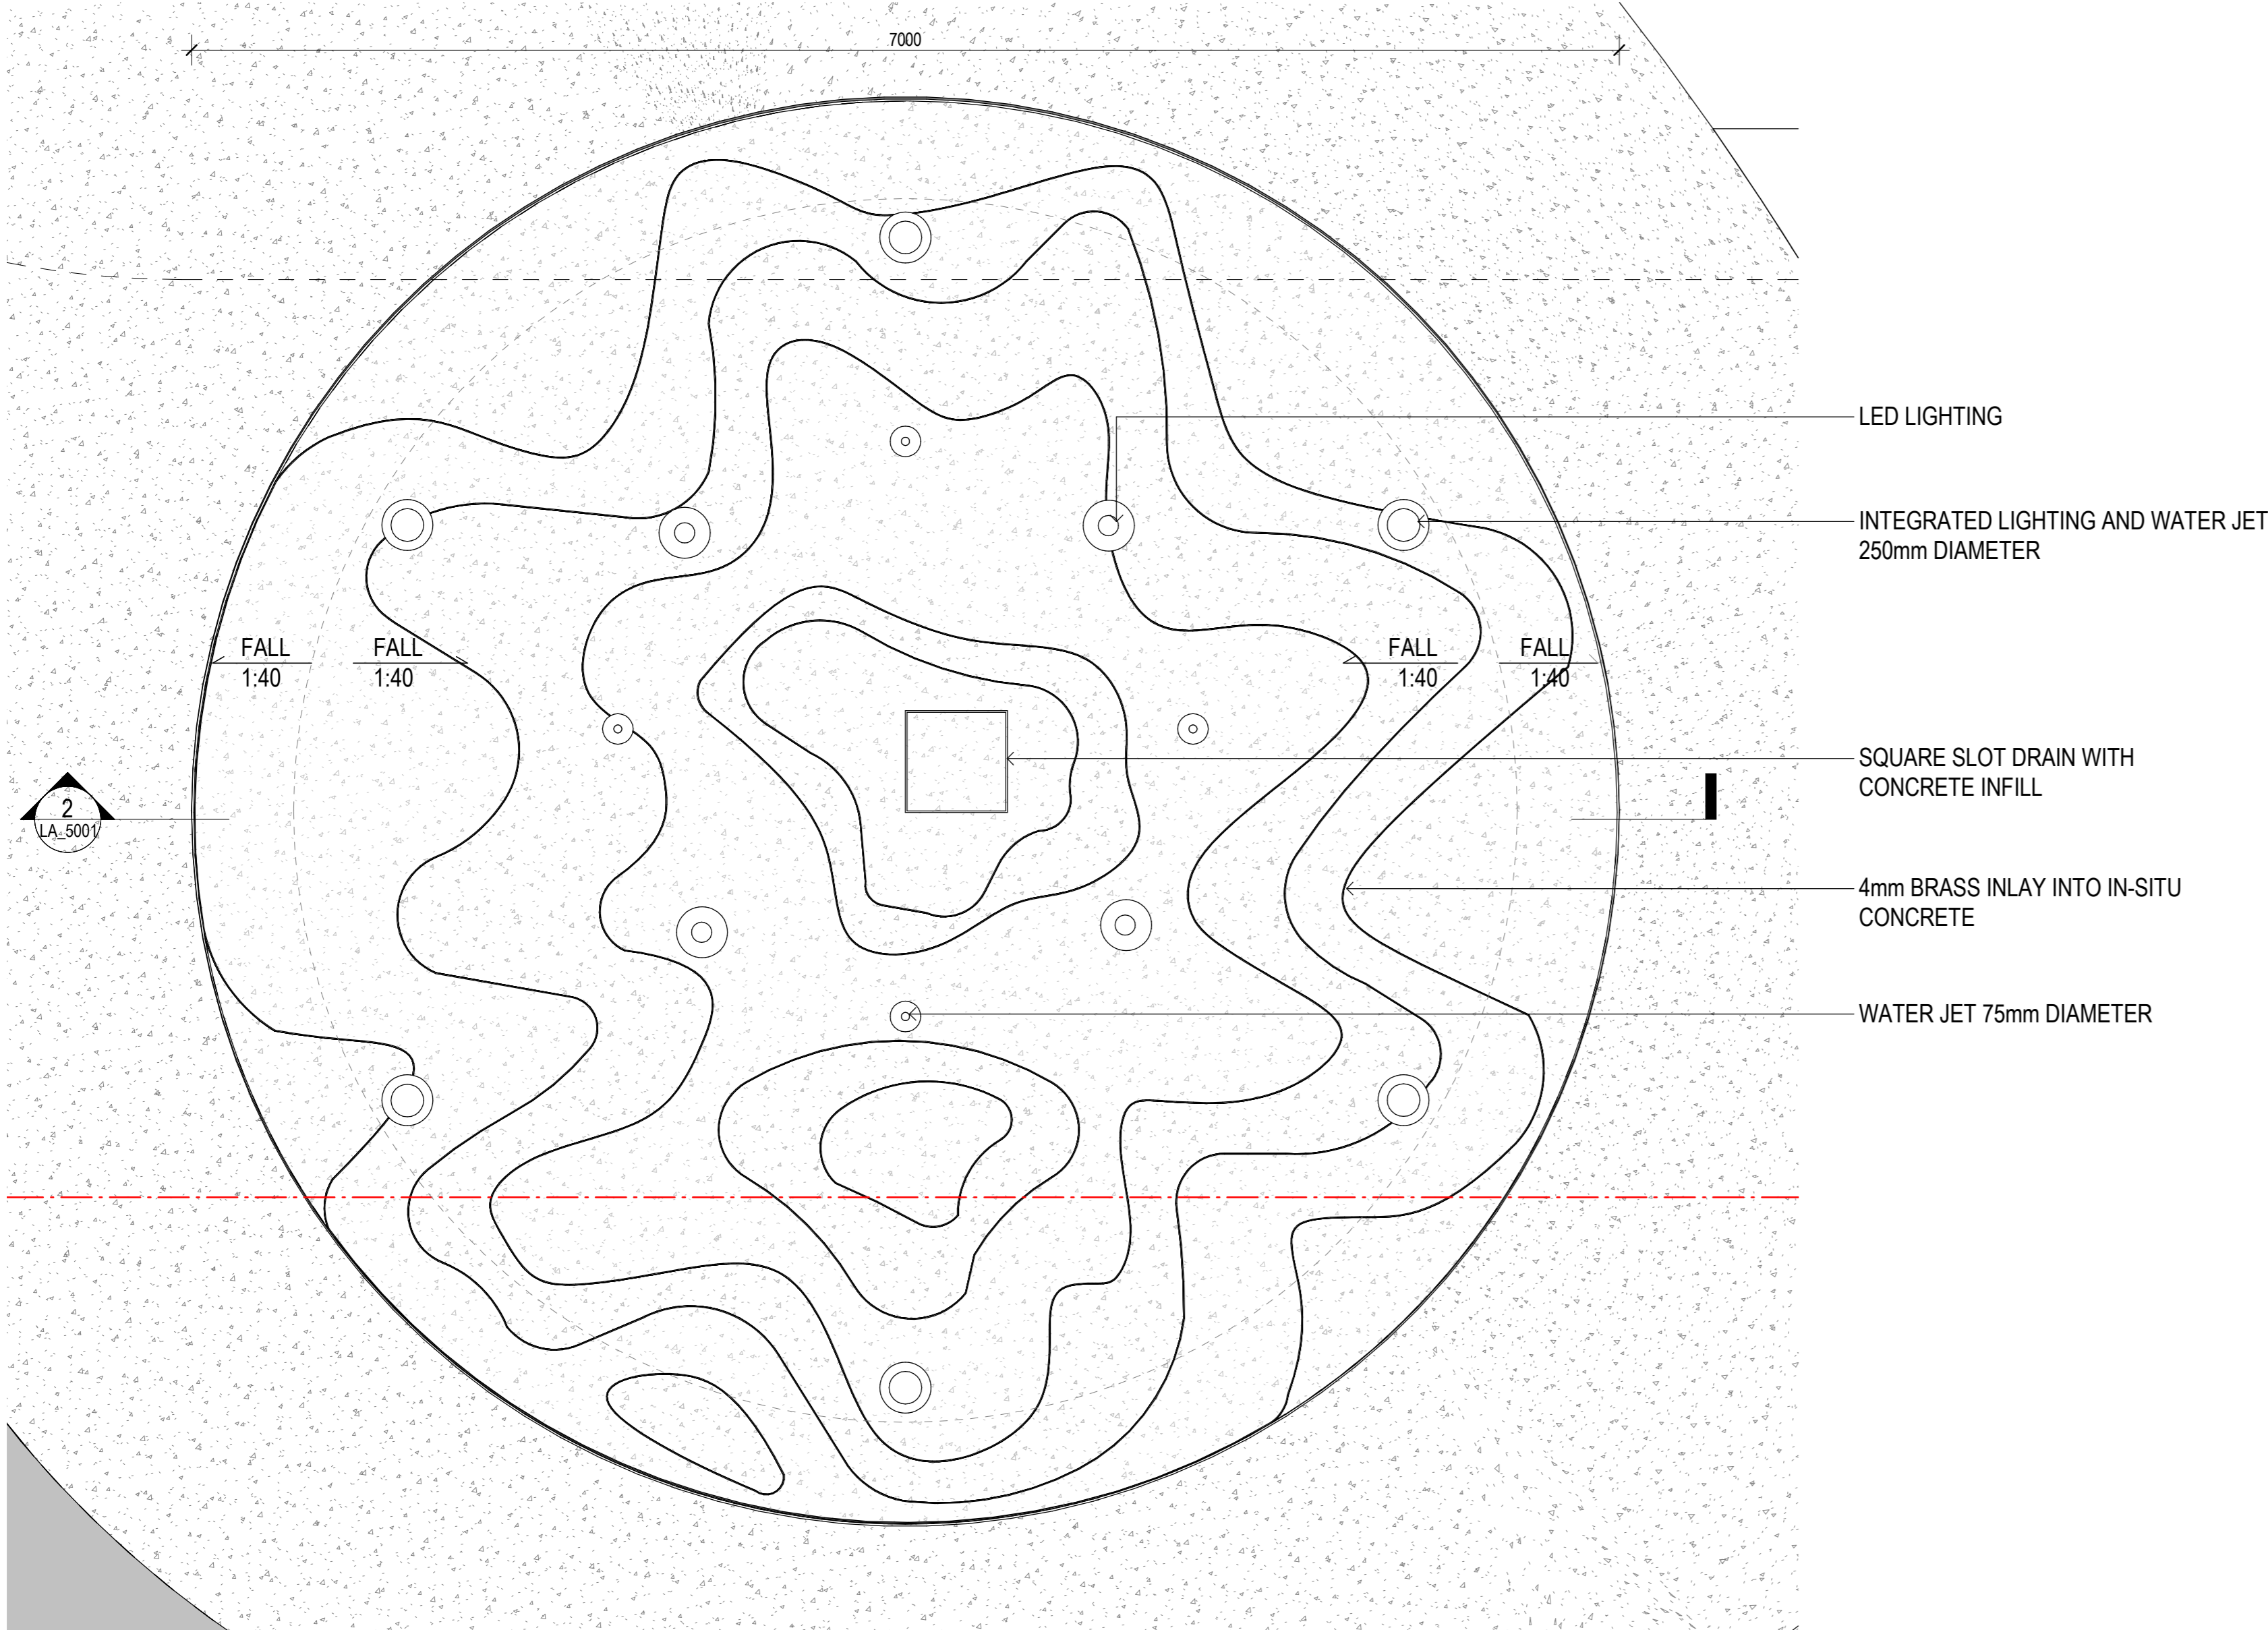 7000
LED LIGHTING
INTEGRATED LIGHTING AND WATER JET
250mm DIAMETER
FALL
1:40
FALL
1:40
FALL
1:40
FALL
1:40
SQUARE SLOT DRAIN WITH
CONCRETE INFILL
2
LA_5001
4mm BRASS INLAY INTO IN-SITU
CONCRETE
WATER JET 75mm DIAMETER